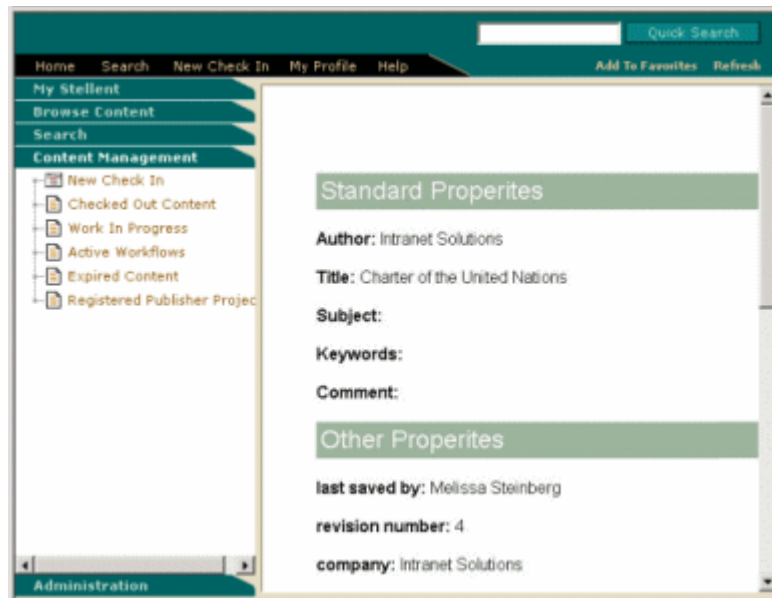 Quick Search
Home Search New Check In My Profile Help Add To Favorites Refresh
My Stellent
Browse Content
Search
Content Management
New Check In
Checked Out Content
Work In Progress
Active Workflows
Expired Content
Registered Publisher Projec
Administration
Standard Properites
Author: Intranet Solutions
Title: Charter of the United Nations
Subject:
Keywords:
Comment:
Other Properites
last saved by: Melissa Steinberg
revision number: 4
company: Intranet Solutions